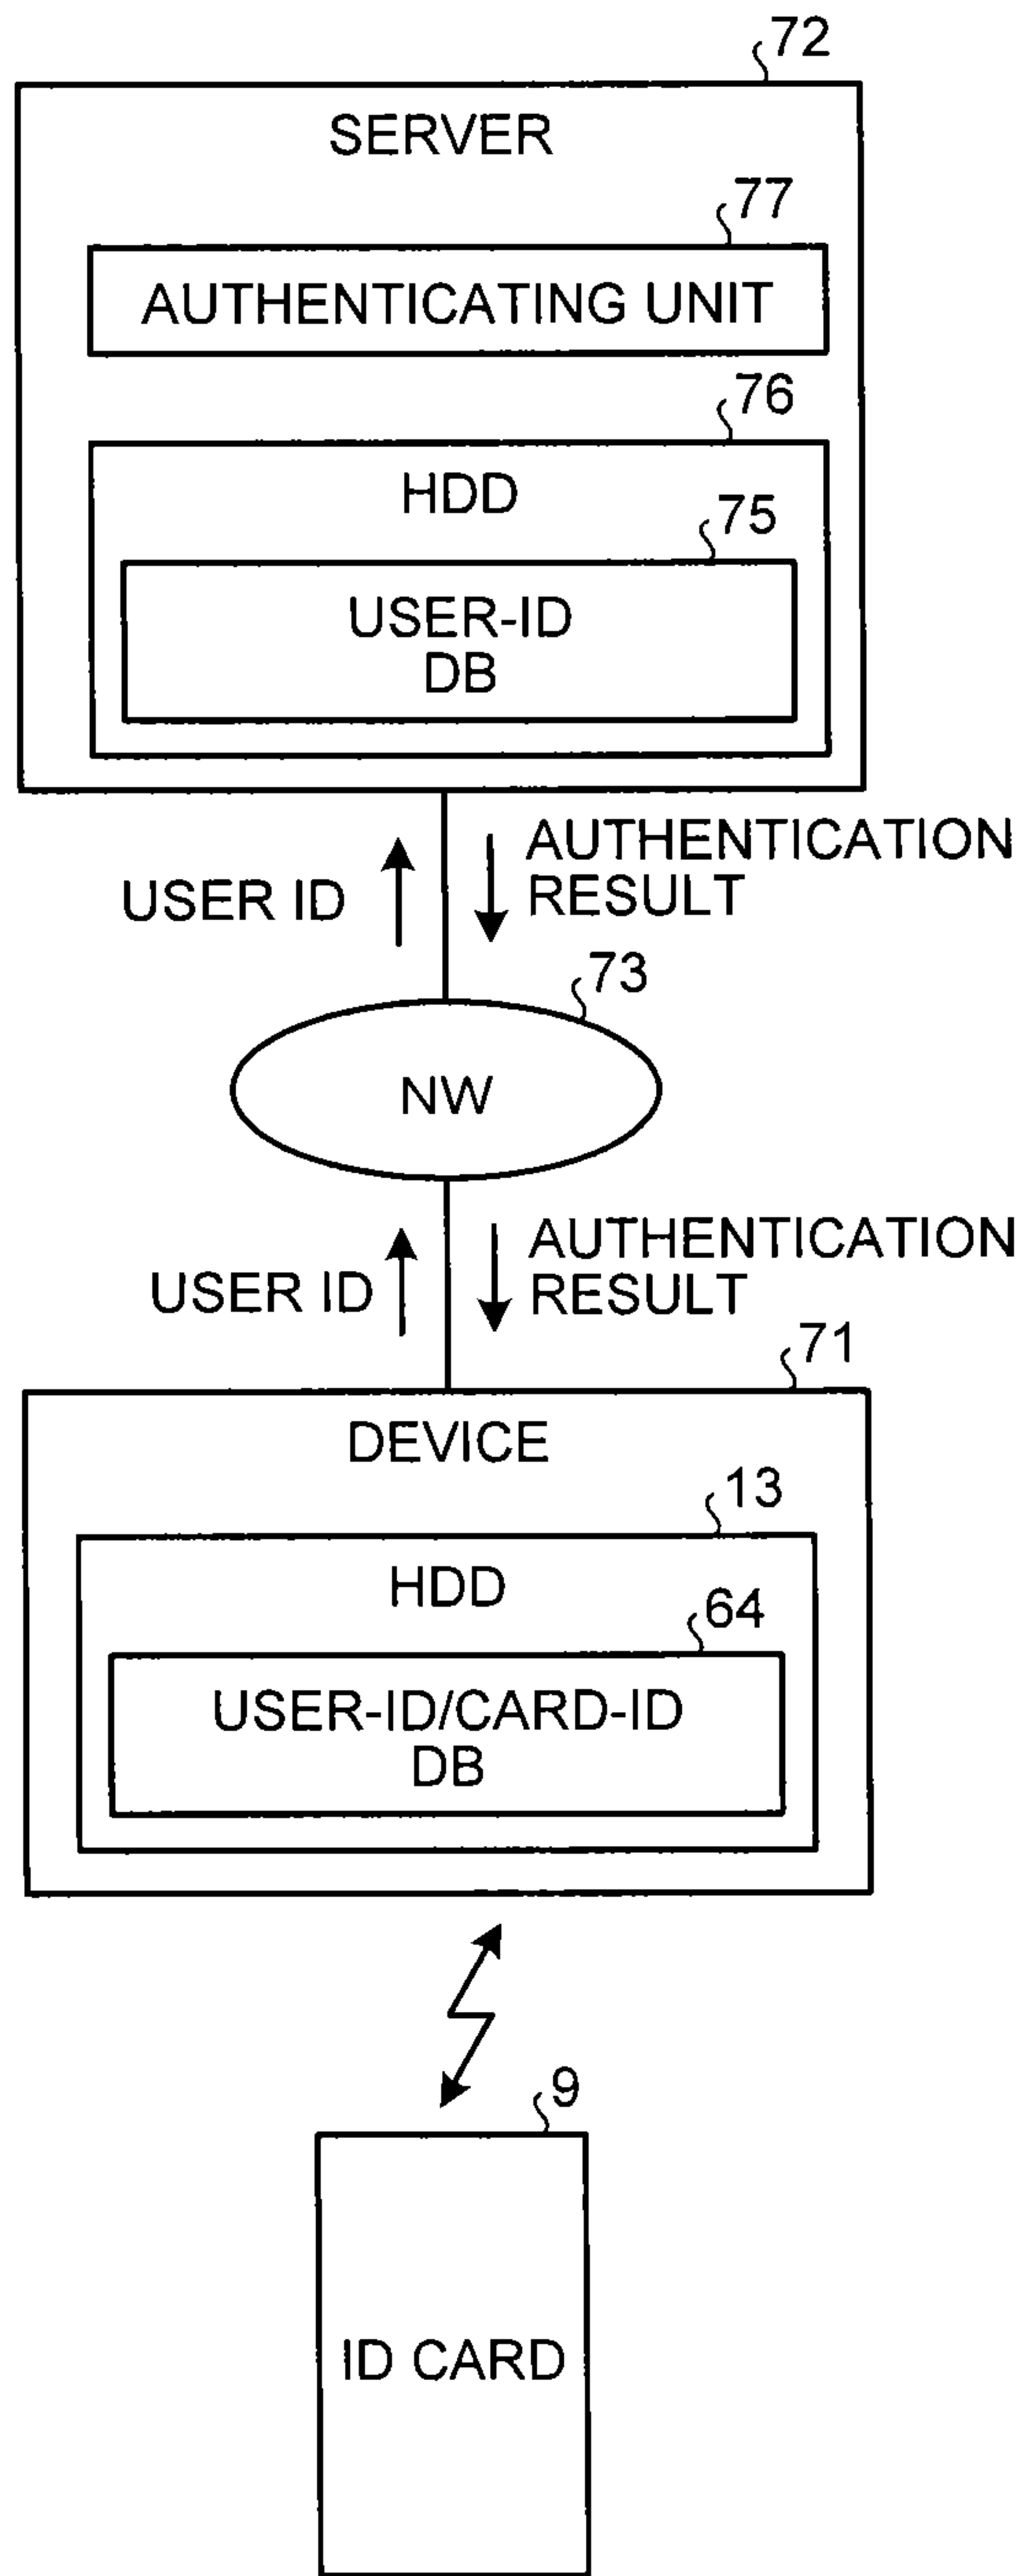 72
SERVER
77
AUTHENTICATING UNIT
76
HDD
75
USER-ID
DB
USER ID
AUTHENTICATION
RESULT
73
NW
USER ID
AUTHENTICATION
RESULT
71
DEVICE
13
HDD
64
USER-ID/CARD-ID
DB
9
ID CARD